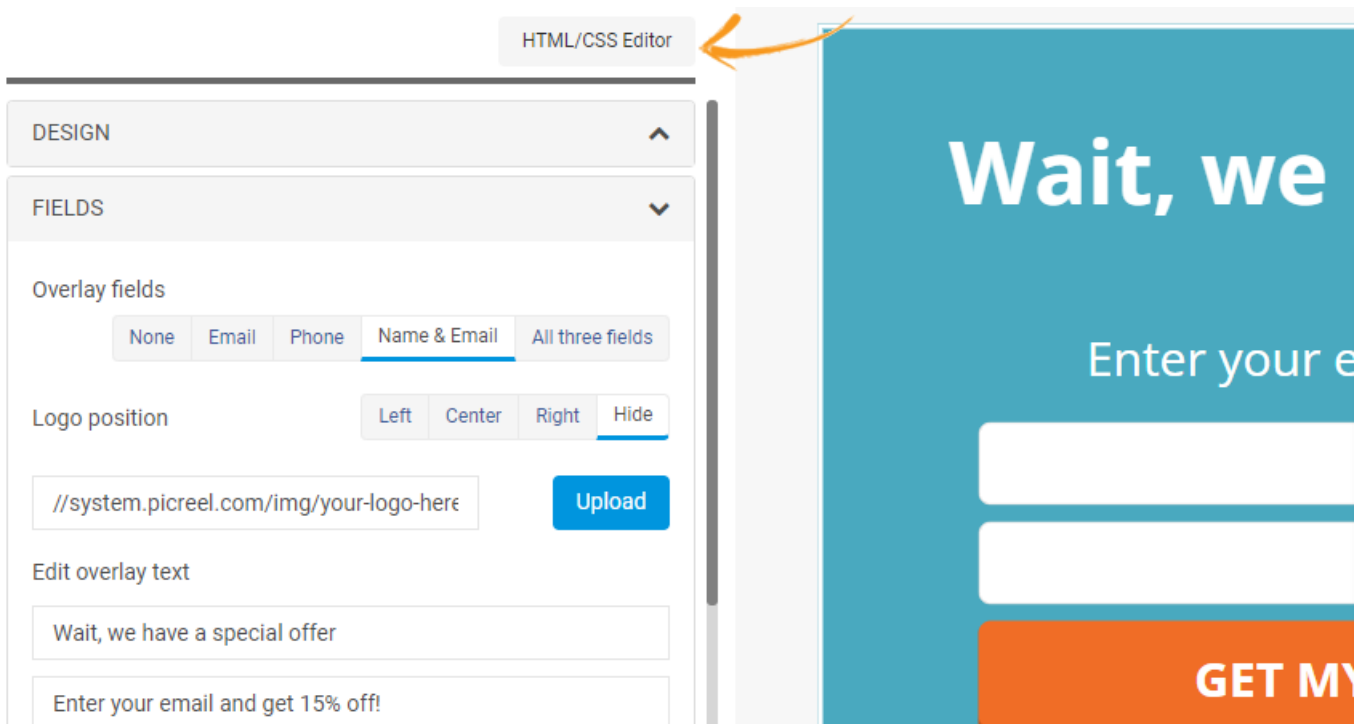 HTML/CSS Editor
DESIGN
FIELDS
Overlay fields
None Email Phone Name & Email All three fields
Logo position Left Center Right Hide
//system.picreel.com/img/your-logo-here Upload
Edit overlay text
Wait, we have a special offer
Enter your email and get 15% off!
Wait, we
Enter your e
GET MY